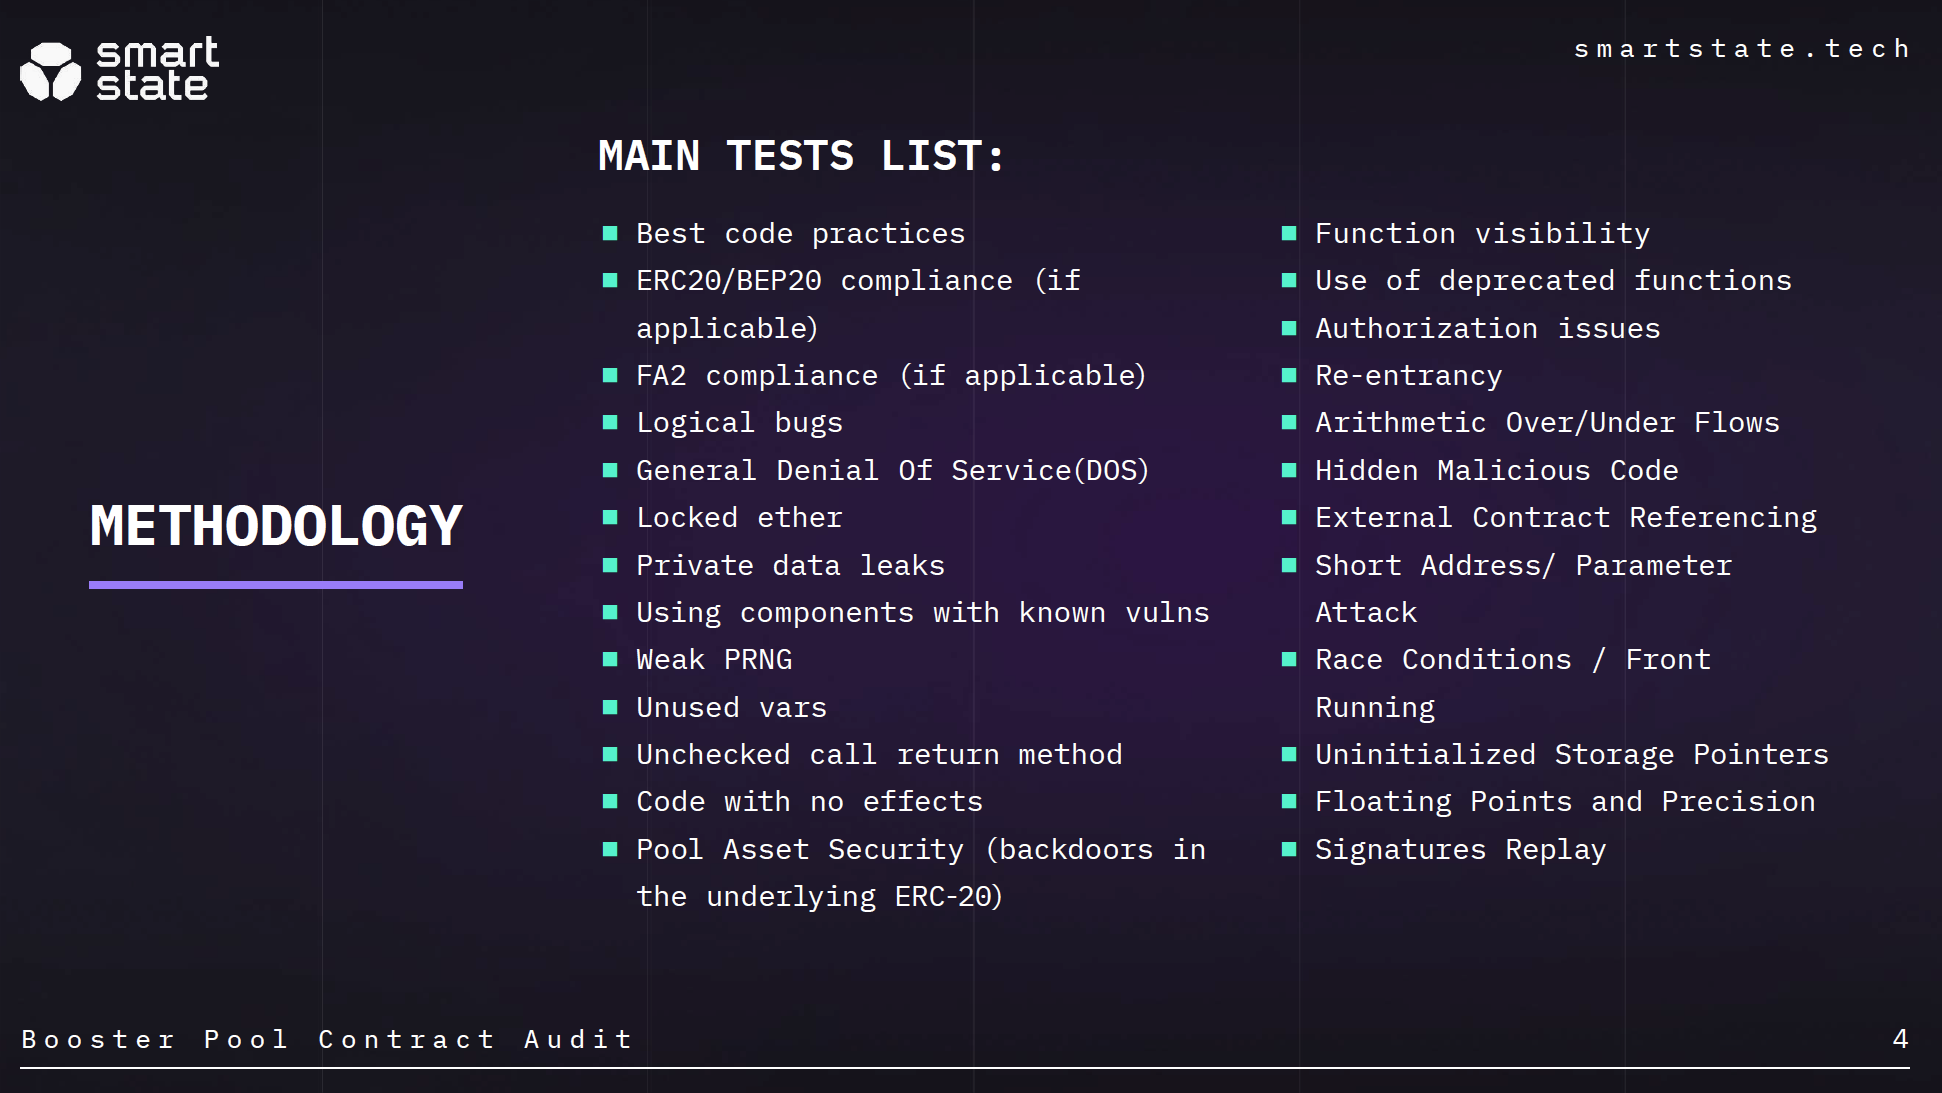 smart
state
smartstate.tech
METHODOLOGY
MAIN TESTS LIST:
Best code practices
ERC20/BEP20 compliance (if
applicable)
FA2 compliance (if applicable)
Logical bugs
General Denial Of Service(DOS)
Locked ether
Private data leaks
Using components with known vulns
Weak PRNG
Unused vars
Unchecked call return method
Code with no effects
Pool Asset Security (backdoors in
the underlying ERC-20)
Function visibility
Use of deprecated functions
Authorization issues
Re-entrancy
Arithmetic Over/Under Flows
Hidden Malicious Code
External Contract Referencing
Short Address/ Parameter
Attack
Race Conditions / Front
Running
Uninitialized Storage Pointers
Floating Points and Precision
Signatures Replay
Booster Pool Contract Audit
4